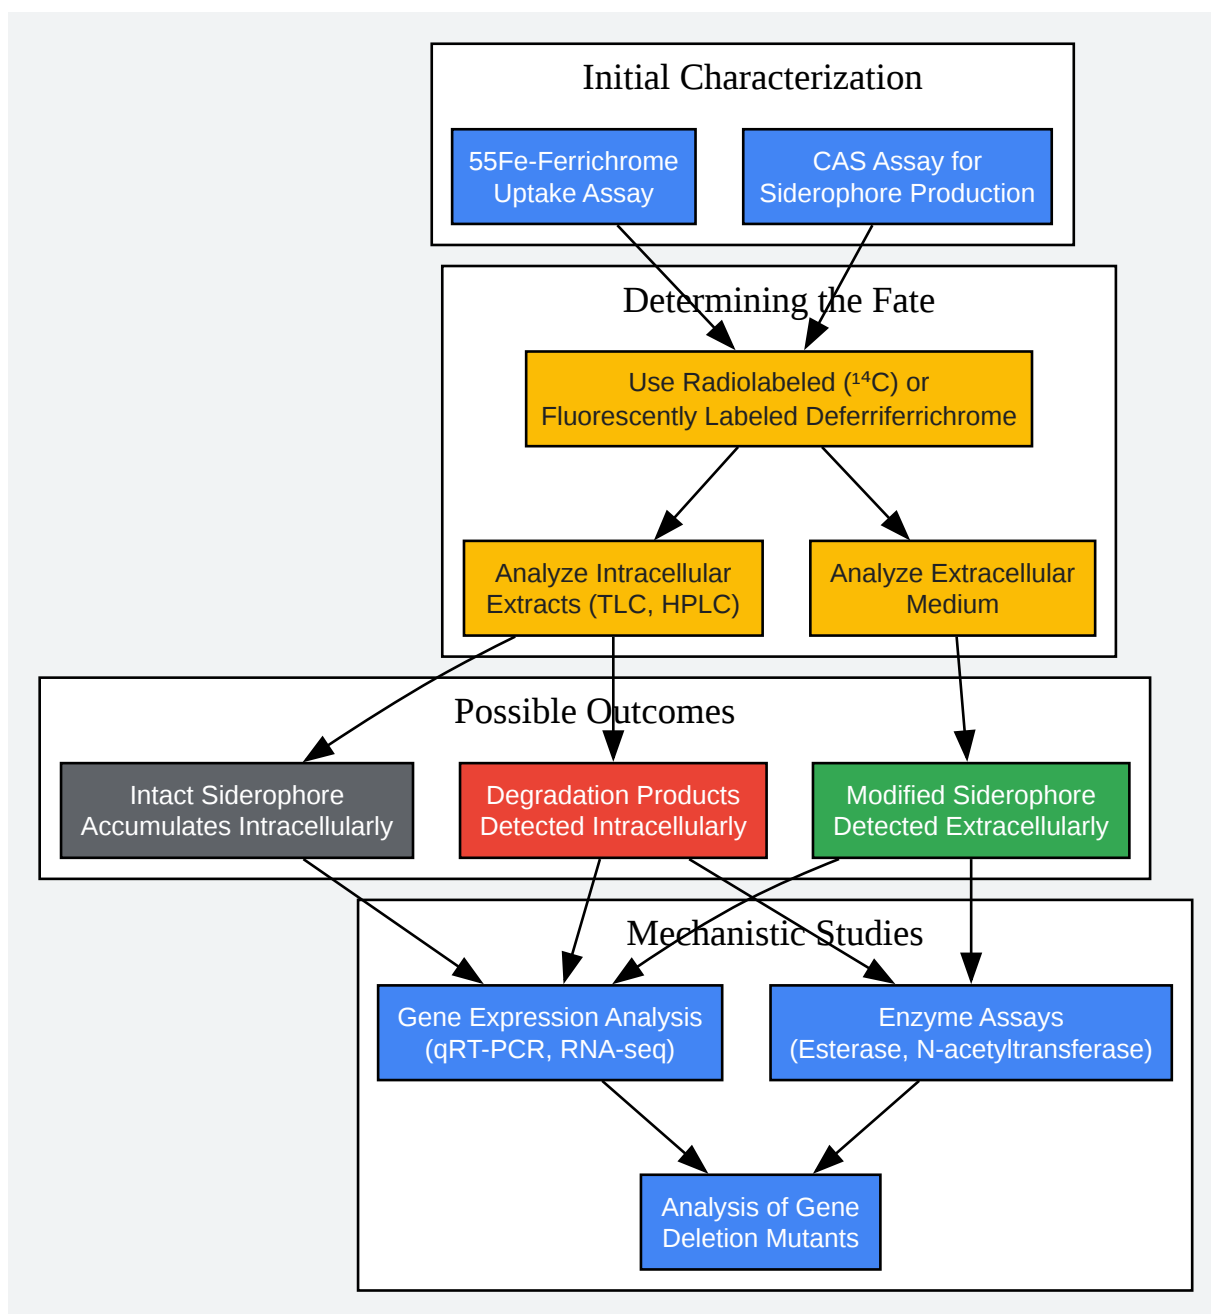 Initial Characterization
55Fe-Ferrichrome
Uptake Assay
CAS Assay for
Siderophore Production
Determining the Fate
Use Radiolabeled (¹⁴C) or
Fluorescently Labeled Deferriferrichrome
Analyze Intracellular
Extracts (TLC, HPLC)
Analyze Extracellular
Medium
Possible Outcomes
Intact Siderophore
Accumulates Intracellularly
Degradation Products
Detected Intracellularly
Modified Siderophore
Detected Extracellularly
Mechanistic Studies
Gene Expression Analysis
(qRT-PCR, RNA-seq)
Enzyme Assays
(Esterase, N-acetyltransferase)
Analysis of Gene
Deletion Mutants